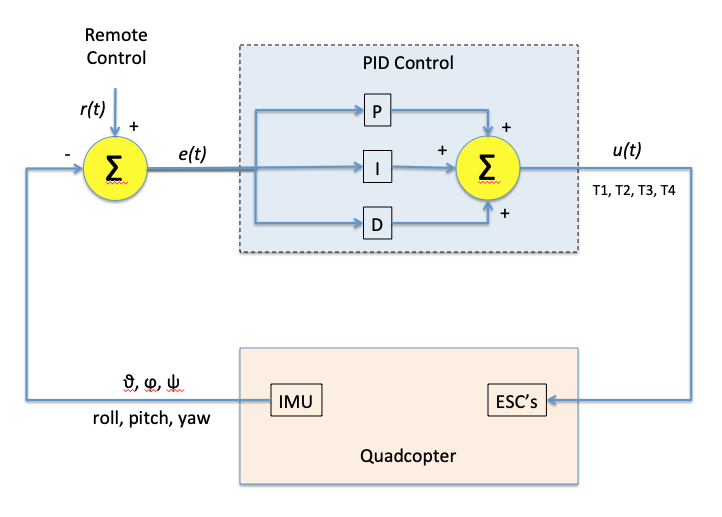 Remote
Control
PID Control
r(t)
+
P
+
-
Σ
e(t)
I
+
Σ
u(t)
T1, T2, T3, T4
D
+
ϑ, φ, ψ
roll, pitch, yaw
IMU
ESC's
Quadcopter